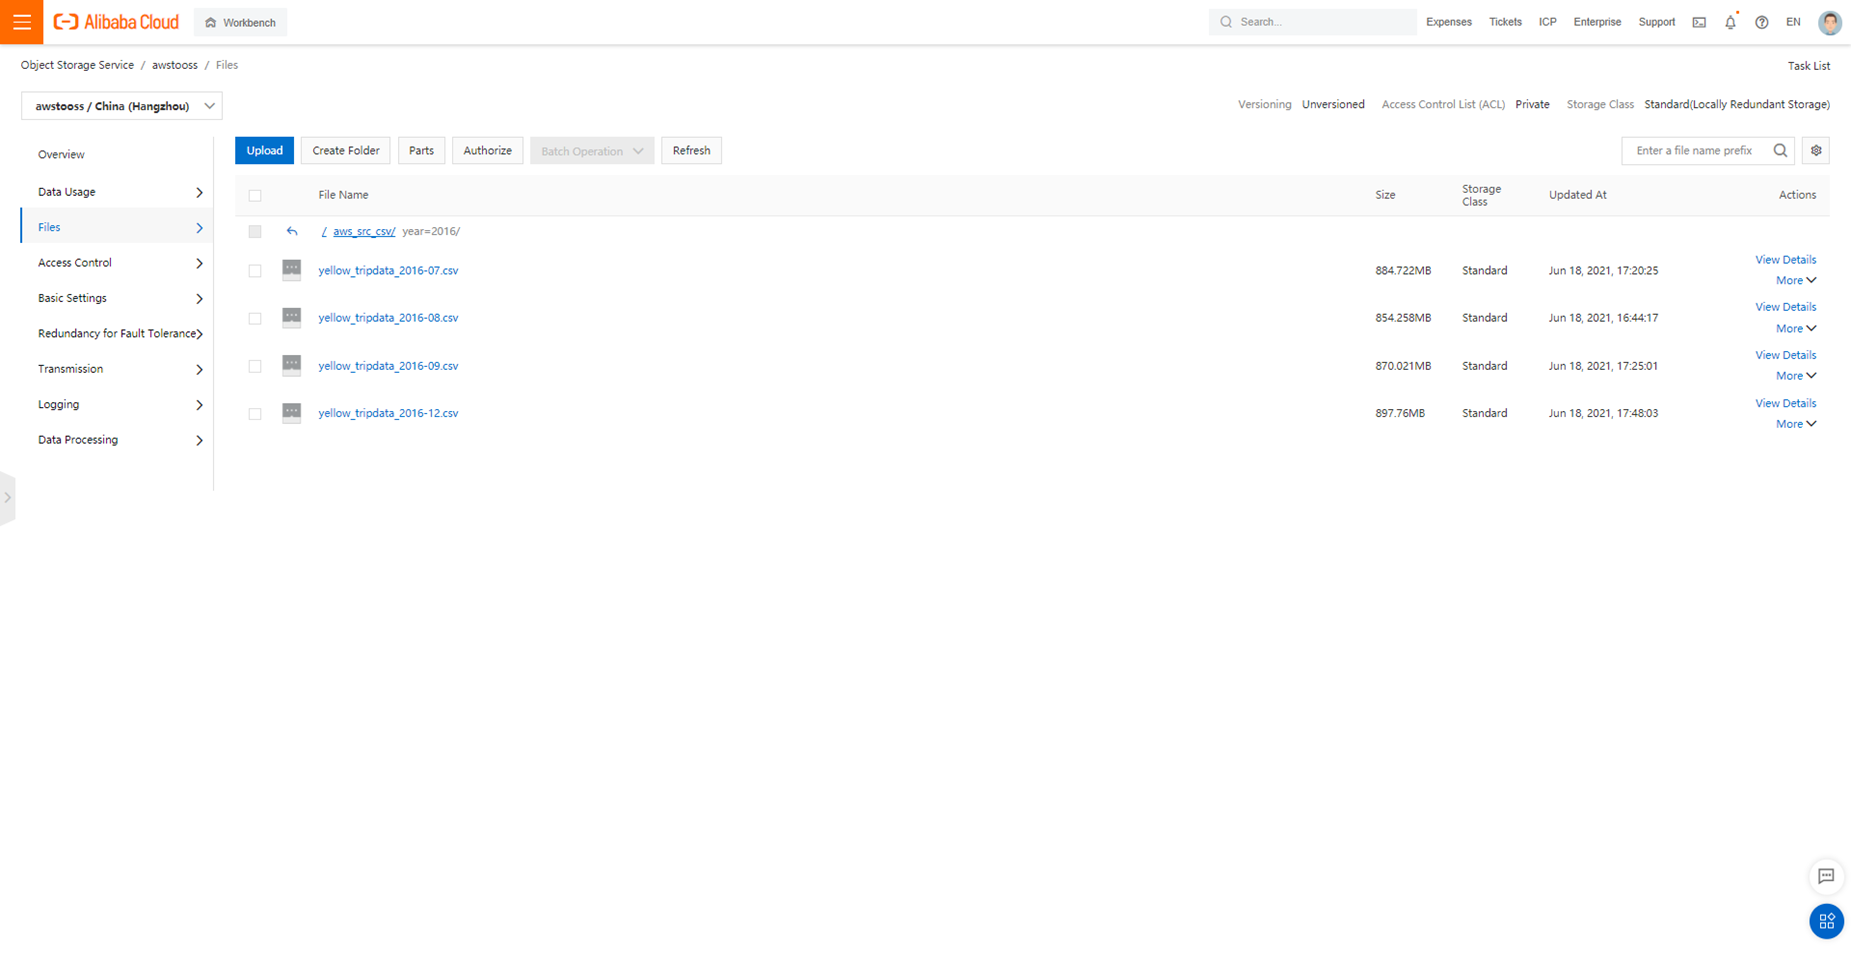 Alibaba Cloud Workbench Search... Expenses Tickets ICP Enterprise Support EN
Object Storage Service / awstooss / Files Task List
awstooss / China (Hangzhou) Versioning Unversioned Access Control List (ACL) Private Storage Class Standard(Locally Redundant Storage)
Overview
Data Usage
Files
Access Control
Basic Settings
Redundancy for Fault Tolerance
Transmission
Logging
Data Processing
Upload Create Folder Parts Authorize Batch Operation Refresh Enter a file name prefix
File Name Size Storage Class Updated At Actions
/ aws_src_csv/ year=2016/
yellow_tripdata_2016-07.csv 884.722MB Standard Jun 18, 2021, 17:20:25 View Details
More
yellow_tripdata_2016-08.csv 854.258MB Standard Jun 18, 2021, 16:44:17 View Details
More
yellow_tripdata_2016-09.csv 870.021MB Standard Jun 18, 2021, 17:25:01 View Details
More
yellow_tripdata_2016-12.csv 897.76MB Standard Jun 18, 2021, 17:48:03 View Details
More